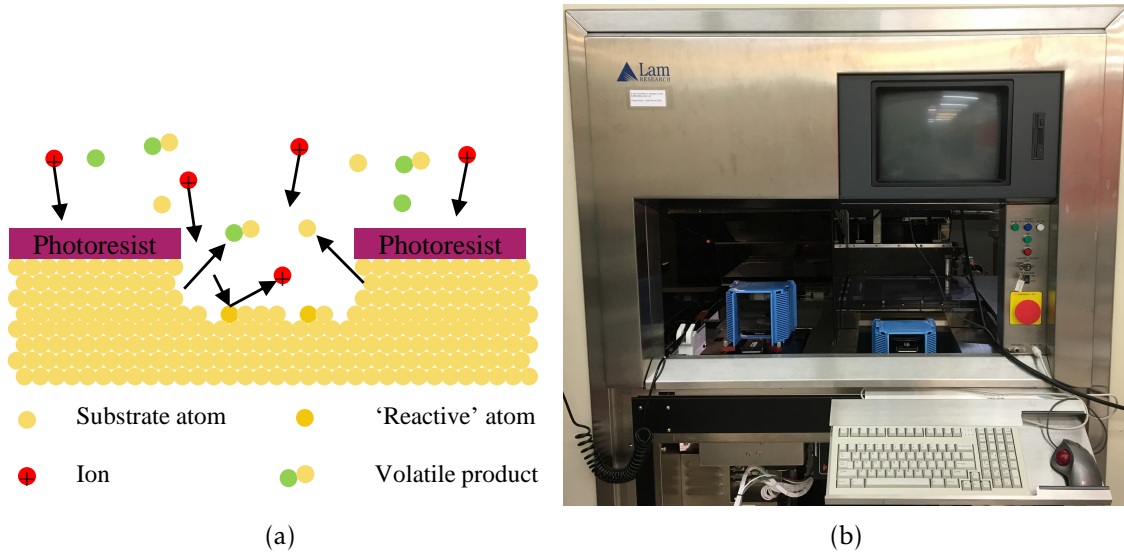 Photoresist
Photoresist
Substrate atom
‘Reactive’ atom
Ion
Volatile product
(a)
Lam
RESEARCH
(b)